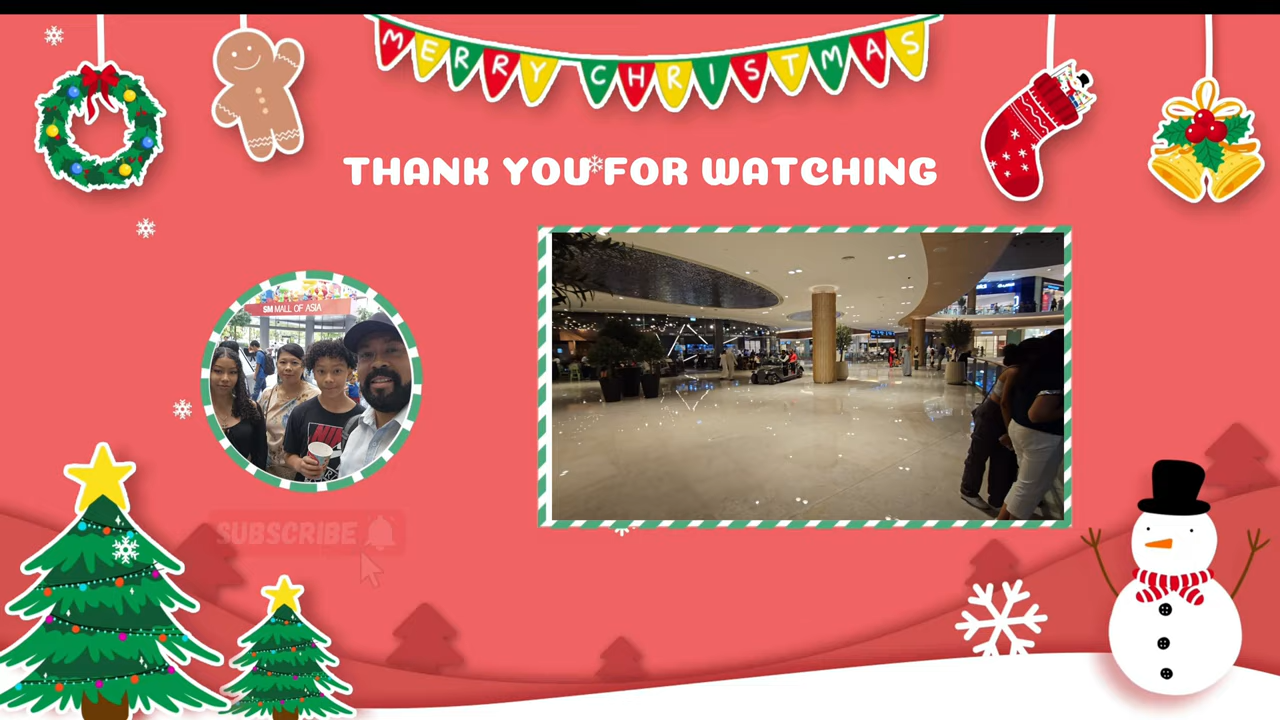 MERRY CHRISTMAS
THANK YOU FOR WATCHING
SM MALL OF ASIA
SUBSCRIBE